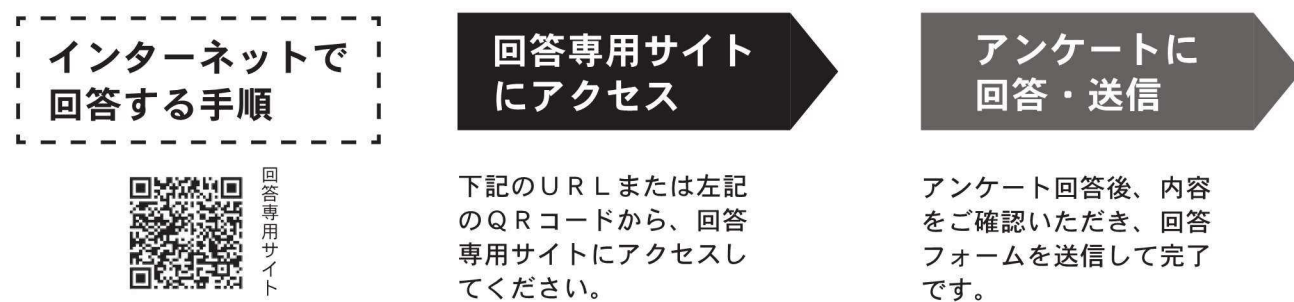 インターネットで
回答する手順
回答専用サイト
回答専用サイト
にアクセス
下記のＵＲＬまたは左記
のＱＲコードから、回答
専用サイトにアクセスし
てください。
アンケートに
回答・送信
アンケート回答後、内容
をご確認いただき、回答
フォームを送信して完了
です。